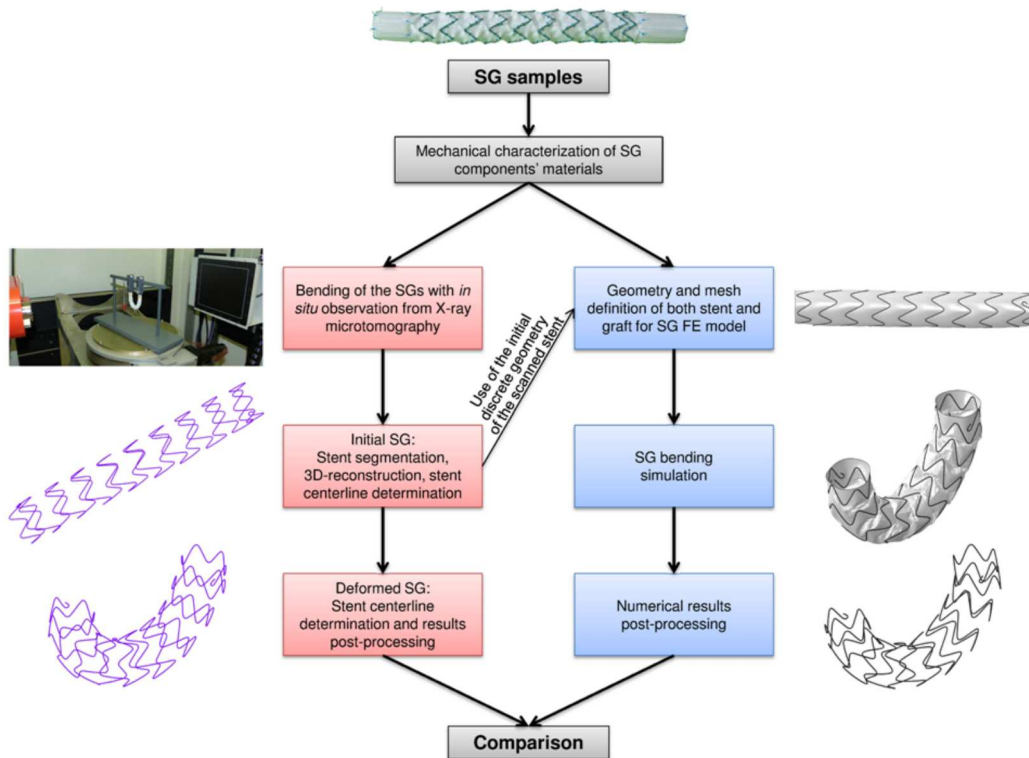 SG samples
Mechanical characterization of SG
components’ materials
Bending of the SGs with in
situ observation from X-ray
microtomography
Geometry and mesh
definition of both stent and
graft for SG FE model
Use of the initial
discrete geometry
of the scanned stent
Initial SG:
Stent segmentation,
3D-reconstruction, stent
centerline determination
SG bending
simulation
Deformed SG:
Stent centerline
determination and results
post-processing
Numerical results
post-processing
Comparison